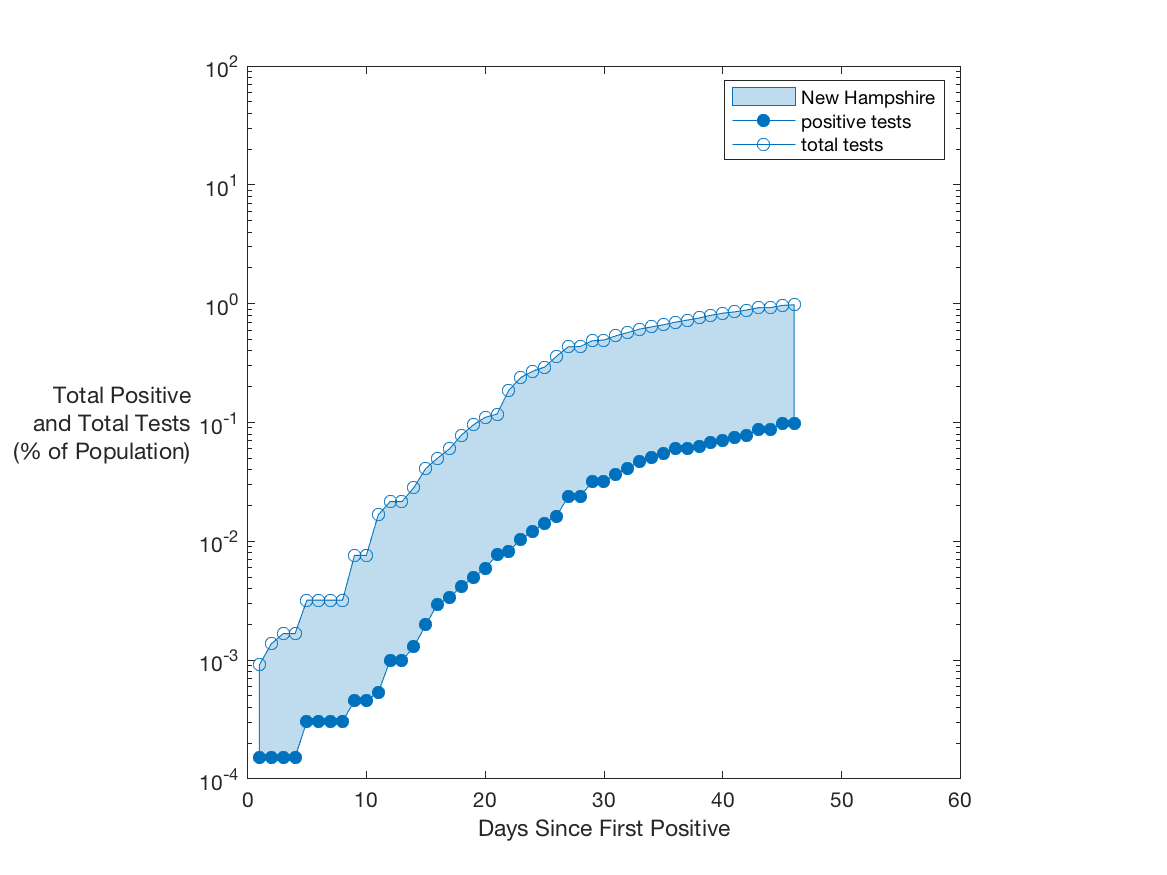 10^2
10^1
10^0
10^-1
10^-2
10^-3
10^-4
Total Positive
and Total Tests
(% of Population)
New Hampshire
positive tests
total tests
0 10 20 30 40 50 60
Days Since First Positive